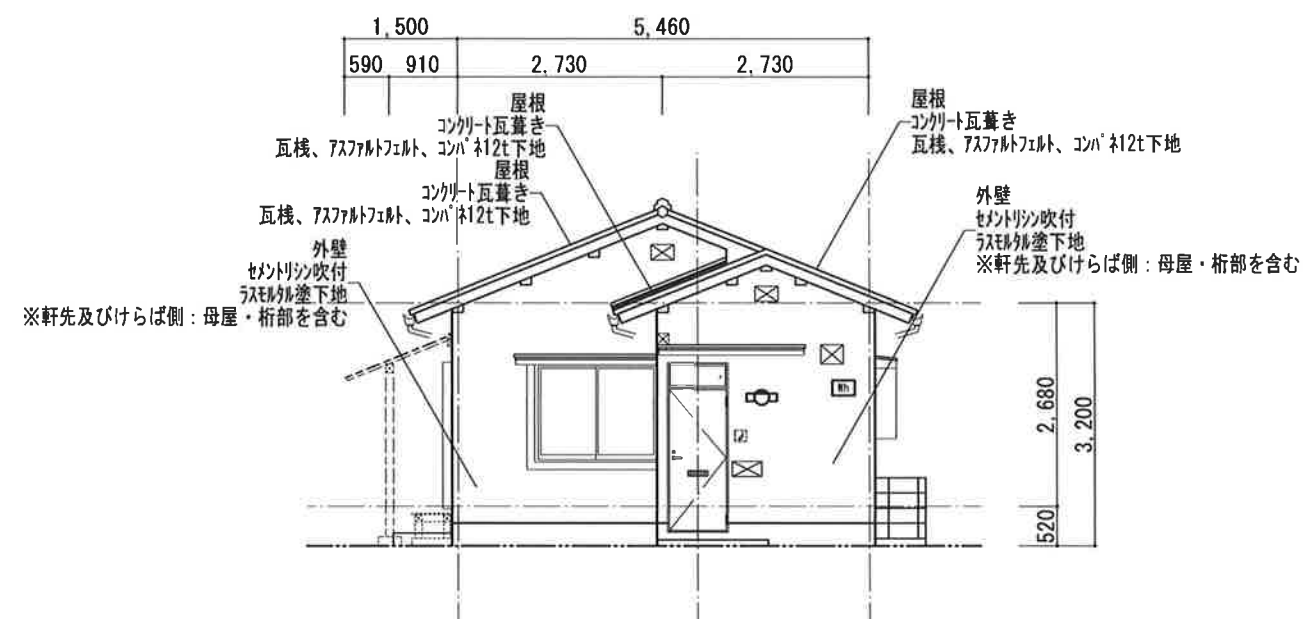 1,500
5,460
590
910
2,730
2,730
屋根
コンクリート瓦葺き
瓦桟、アスファルトフェルト、コンパネ12t下地
屋根
コンクリート瓦葺き
瓦桟、アスファルトフェルト、コンパネ12t下地
外壁
セメントリシン吹付
ラスモルタル塗下地
※軒先及びけらば側：母屋・桁部を含む
屋根
コンクリート瓦葺き
瓦桟、アスファルトフェルト、コンパネ12t下地
外壁
セメントリシン吹付
ラスモルタル塗下地
※軒先及びけらば側：母屋・桁部を含む
Wh
2,680
3,200
520